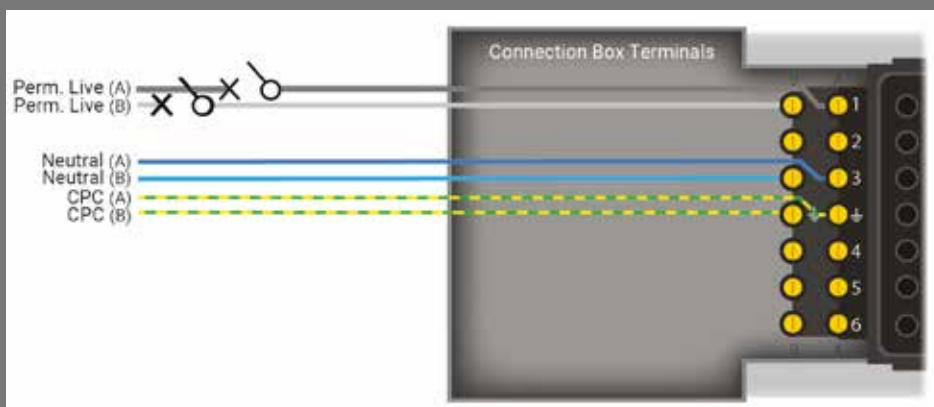 Connection Box Terminals
Perm. Live (A)
Perm. Live (B)
1
2
Neutral (A)
Neutral (B)
3
CPC (A)
CPC (B)
4
5
6